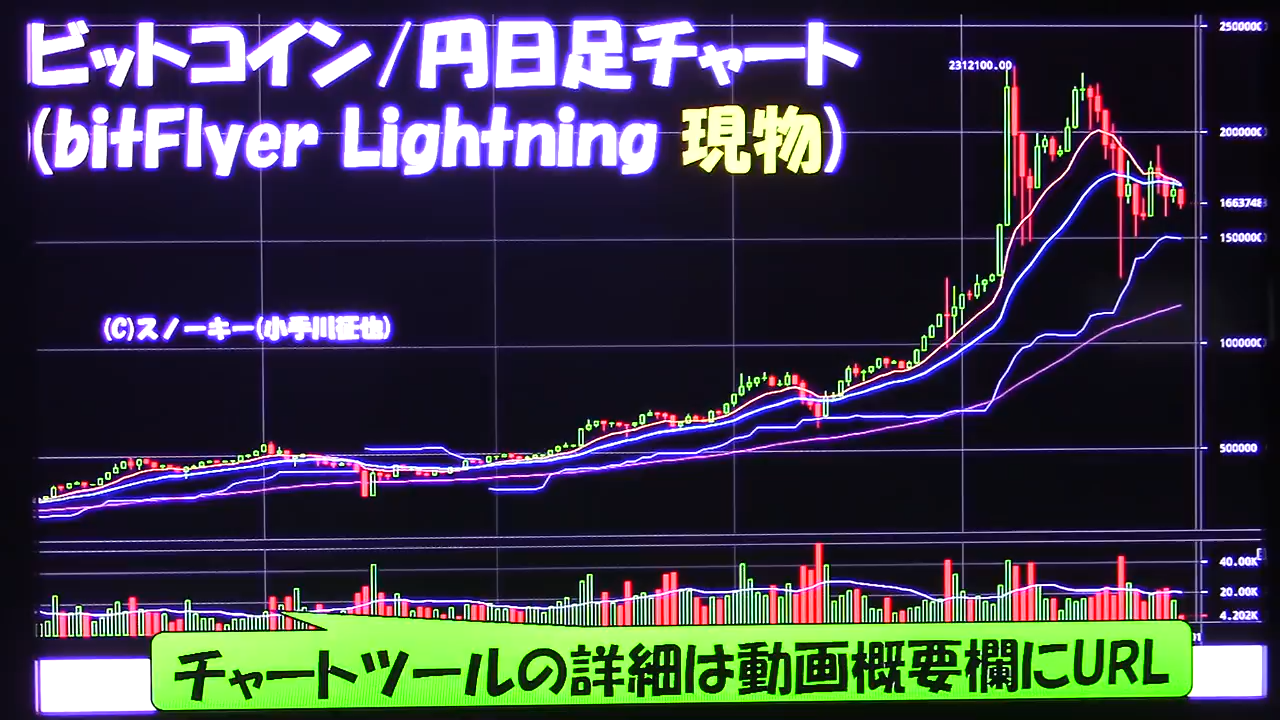 ビットコイン/円日足チャート
(bitFlyer Lightning 現物)
2312100.00
(C)スノーキー(小手川征也)
2500000
2000000
1663748
1500000
1000000
500000
40.00K
20.00K
4.202K
チャートツールの詳細は動画概要欄にURL